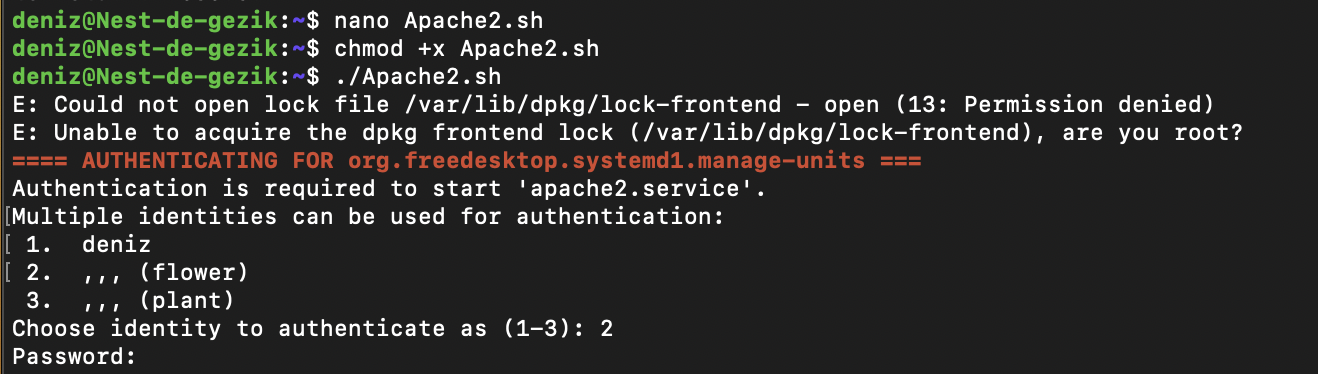 deniz@Nest-de-gezik:~$ nano Apache2.sh
deniz@Nest-de-gezik:~$ chmod +x Apache2.sh
deniz@Nest-de-gezik:~$ ./Apache2.sh
E: Could not open lock file /var/lib/dpkg/lock-frontend - open (13: Permission denied)
E: Unable to acquire the dpkg frontend lock (/var/lib/dpkg/lock-frontend), are you root?
==== AUTHENTICATING FOR org.freedesktop.systemd1.manage-units ===
Authentication is required to start 'apache2.service'.
[Multiple identities can be used for authentication:
[ 1.  deniz
[ 2.  ,,, (flower)
 3.  ,,, (plant)
Choose identity to authenticate as (1-3): 2
Password: